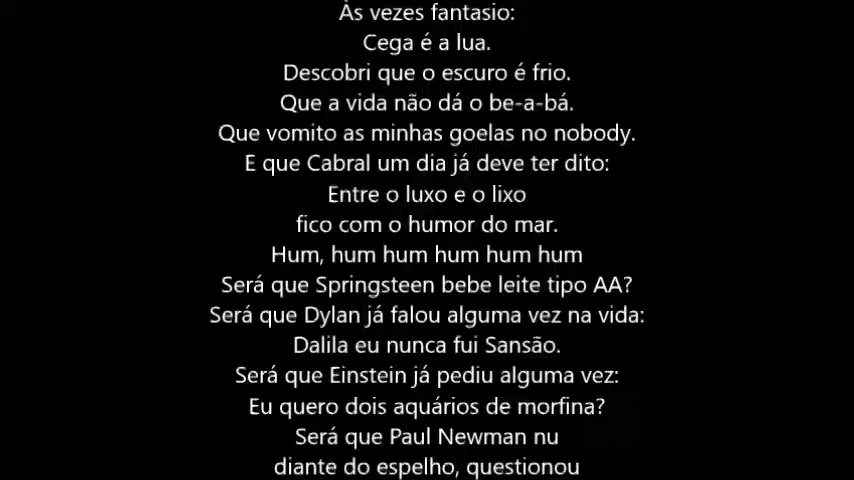 Às vezes fantasio:
Cega é a lua.
Descobri que o escuro é frio.
Que a vida não dá o be-a-bá.
Que vomito as minhas goelas no nobody.
E que Cabral um dia já deve ter dito:
Entre o luxo e o lixo
fico com o humor do mar.
Hum, hum hum hum hum hum
Será que Springsteen bebe leite tipo AA?
Será que Dylan já falou alguma vez na vida:
Dalila eu nunca fui Sansão.
Será que Einstein já pediu alguma vez:
Eu quero dois aquários de morfina?
Será que Paul Newman nu
diante do espelho, questionou